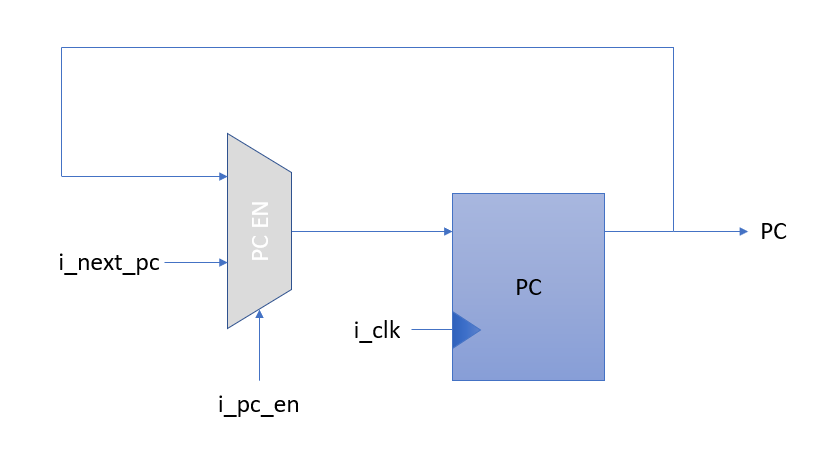 PC EN
i_next_pc
PC
PC
i_clk
i_pc_en